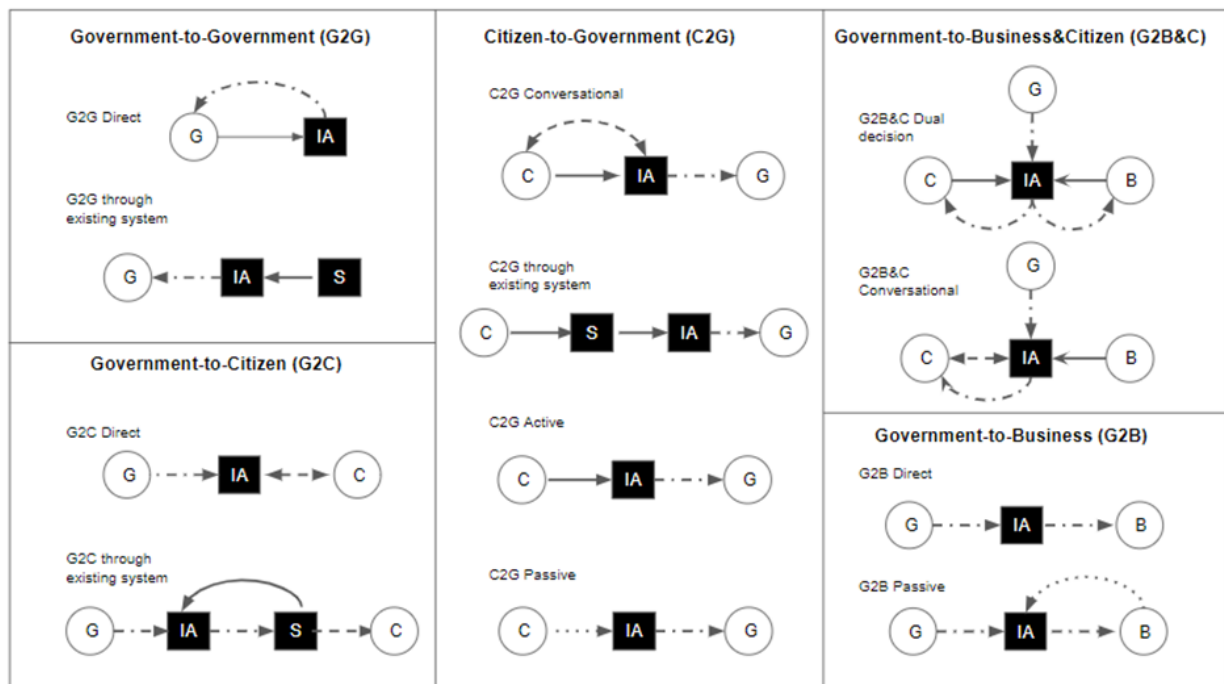 Government-to-Government (G2G)
G2G Direct
G
IA
G2G through
existing system
G
IA
S
Government-to-Citizen (G2C)
G2C Direct
G
IA
C
G2C through
existing system
G
IA
S
C
Citizen-to-Government (C2G)
C2G Conversational
C
IA
G
C2G through
existing system
C
S
IA
G
C2G Active
C
IA
G
C2G Passive
C
IA
G
Government-to-Business&Citizen (G2B&C)
G
G2B&C Dual
decision
C
IA
B
G
G2B&C
Conversational
C
IA
B
Government-to-Business (G2B)
G2B Direct
G
IA
B
G2B Passive
G
IA
B